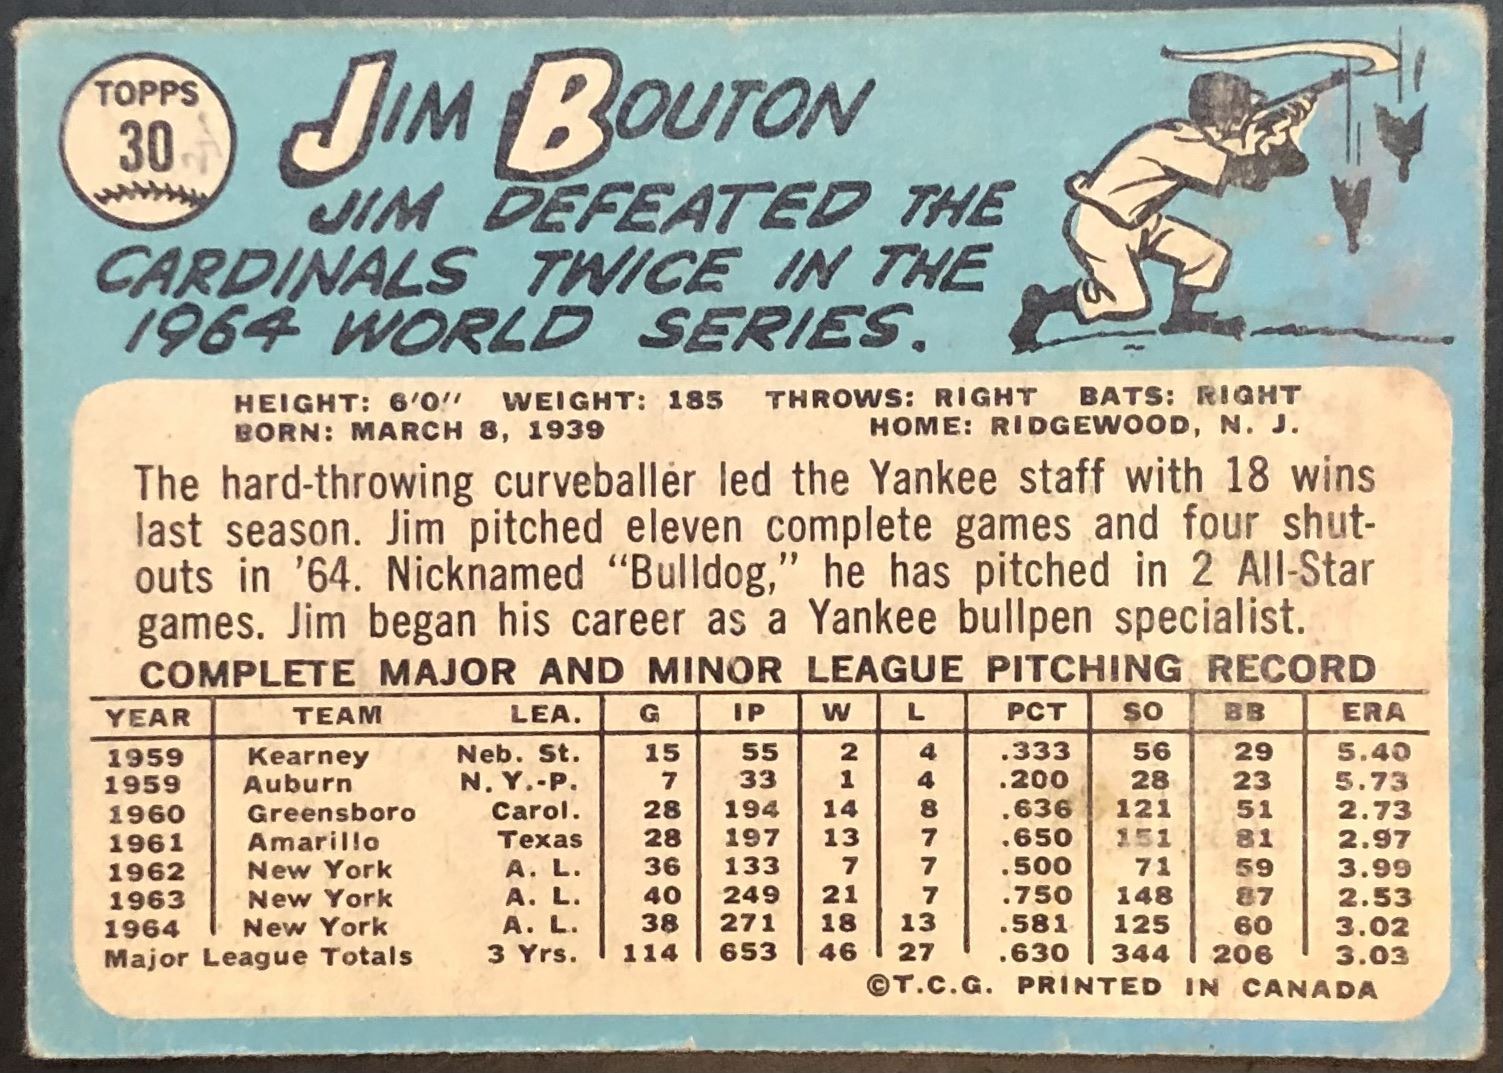 TOPPS
30
JIM BOUTON
JIM DEFEATED THE
CARDINALS TWICE IN THE
1964 WORLD SERIES.
HEIGHT: 6'0" WEIGHT: 185 THROWS: RIGHT BATS: RIGHT
BORN: MARCH 8, 1939 HOME: RIDGEWOOD, N. J.
The hard-throwing curveballer led the Yankee staff with 18 wins
last season. Jim pitched eleven complete games and four shut-
outs in '64. Nicknamed "Bulldog," he has pitched in 2 All-Star
games. Jim began his career as a Yankee bullpen specialist.
COMPLETE MAJOR AND MINOR LEAGUE PITCHING RECORD
YEAR TEAM LEA. G IP W L PCT SO BB ERA
1959 Kearney Neb. St. 15 55 2 4 .333 56 29 5.40
1959 Auburn N. Y.-P. 7 33 1 4 .200 28 23 5.73
1960 Greensboro Carol. 28 194 14 8 .636 121 51 2.73
1961 Amarillo Texas 28 197 13 7 .650 151 81 2.97
1962 New York A. L. 36 133 7 7 .500 71 59 3.99
1963 New York A. L. 40 249 21 7 .750 148 87 2.53
1964 New York A. L. 38 271 18 13 .581 125 60 3.02
Major League Totals 3 Yrs. 114 653 46 27 .630 344 206 3.03
©T.C.G. PRINTED IN CANADA